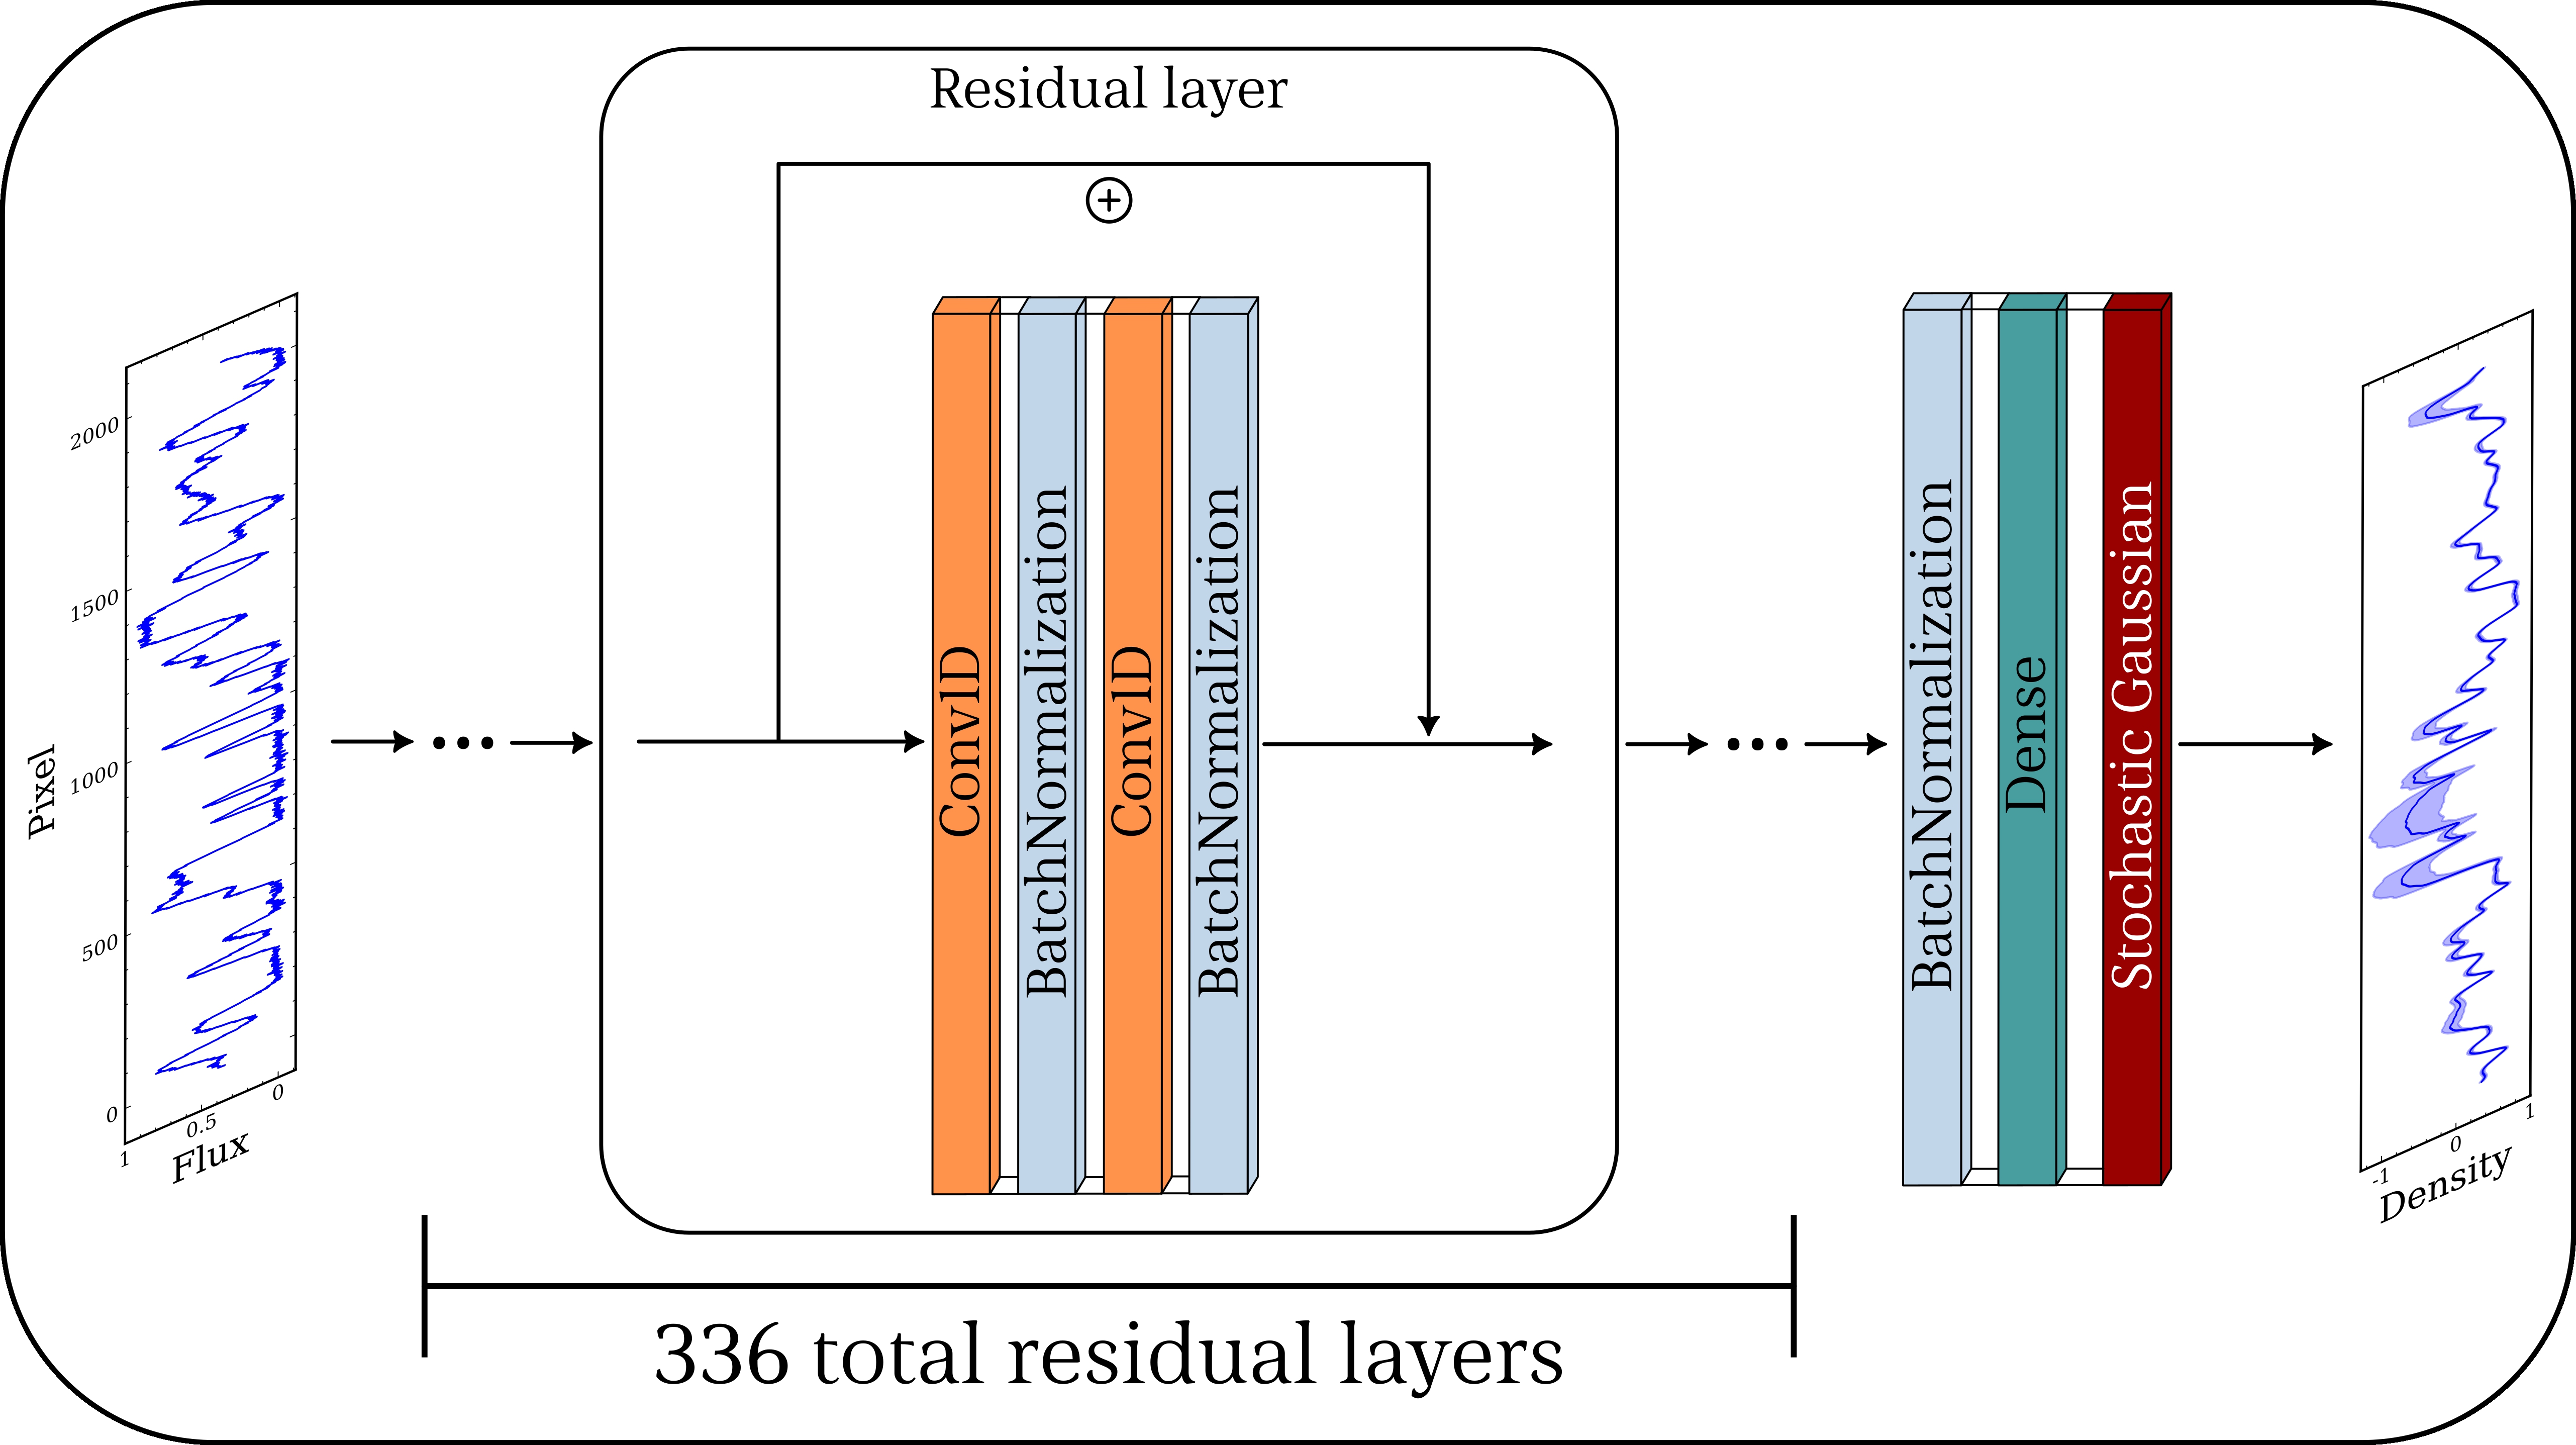 Residual layer
2000
1500
1000
500
0
Pixel
1
0.5
0
Flux
Conv1D
BatchNormalization
Conv1D
BatchNormalization
BatchNormalization
Dense
Stochastic Gaussian
-1
0
1
Density
336 total residual layers